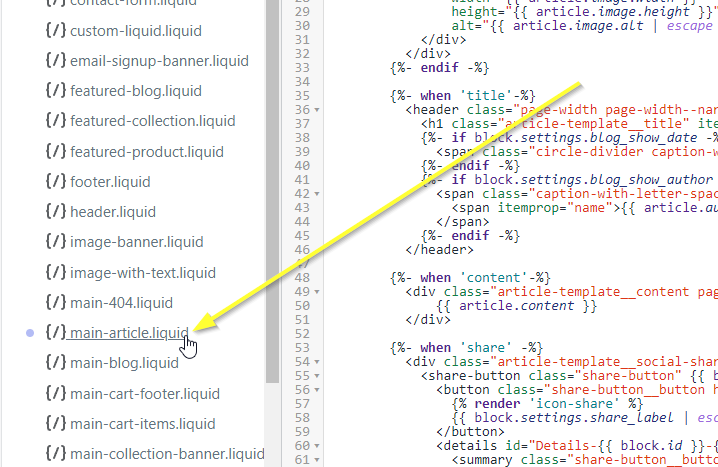 {/} contact-form.liquid
{/} custom-liquid.liquid
{/} email-signup-banner.liquid
{/} featured-blog.liquid
{/} featured-collection.liquid
{/} featured-product.liquid
{/} footer.liquid
{/} header.liquid
{/} image-banner.liquid
{/} image-with-text.liquid
{/} main-404.liquid
{/} main-article.liquid
{/} main-blog.liquid
{/} main-cart-footer.liquid
{/} main-cart-items.liquid
{/} main-collection-banner.liquid
28 width="{{ article.image.width }}"
29 height="{{ article.image.height }}"
30 alt="{{ article.image.alt | escape
31 </div>
32 </div>
33 {%- endif -%}
34
35 {%- when 'title'-%}
36 <header class="page-width page-width--nar
37 <h1 class="article-template__title" ite
38 {%- if block.settings.blog_show_date -%
39 <span class="circle-divider caption-w
40 {%- endif -%}
41 {%- if block.settings.blog_show_author
42 <span class="caption-with-letter-spac
43 <span itemprop="name">{{ article.au
44 </span>
45 {%- endif -%}
46 </header>
47
48 {%- when 'content'-%}
49 <div class="article-template__content pag
50 {{ article.content }}
51 </div>
52
53 {%- when 'share' -%}
54 <div class="article-template__social-shar
55 <share-button class="share-button" {{ b
56 <button class="share-button__button h
57 {% render 'icon-share' %}
58 {{ block.settings.share_label | esc
59 </button>
60 <details id="Details-{{ block.id }}-{
61 <summary class="share-button__butto